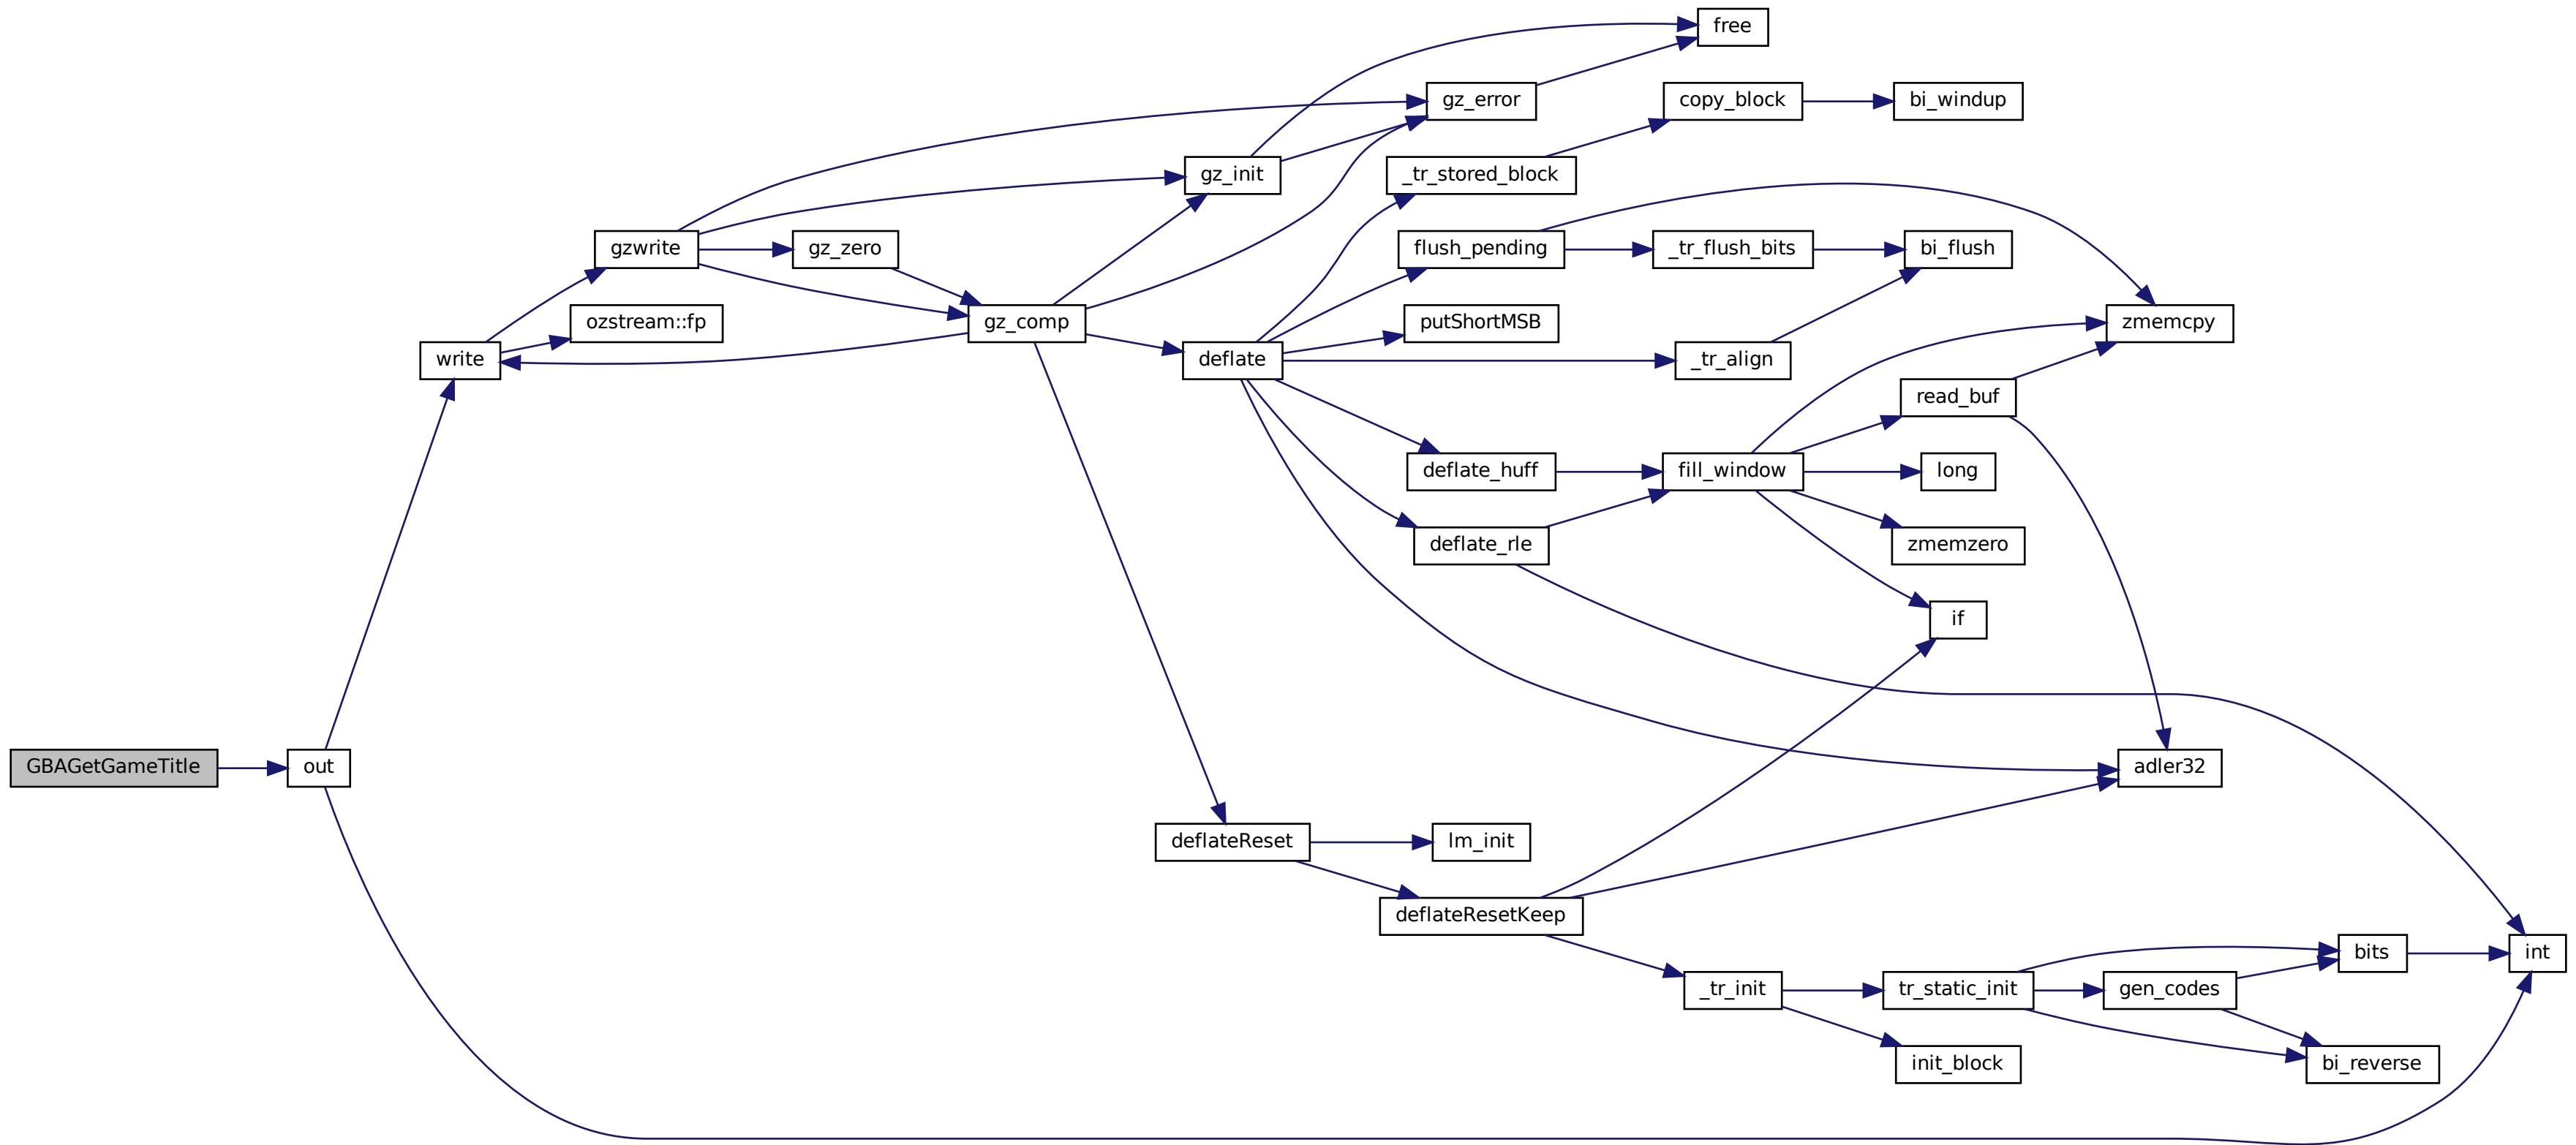 free
gz_error
copy_block
bi_windup
gz_init
_tr_stored_block
gzwrite
gz_zero
flush_pending
_tr_flush_bits
bi_flush
ozstream::fp
gz_comp
putShortMSB
zmemcpy
write
deflate
_tr_align
read_buf
deflate_huff
fill_window
long
deflate_rle
zmemzero
if
GBAGetGameTitle
out
adler32
deflateReset
lm_init
deflateResetKeep
bits
int
_tr_init
tr_static_init
gen_codes
init_block
bi_reverse